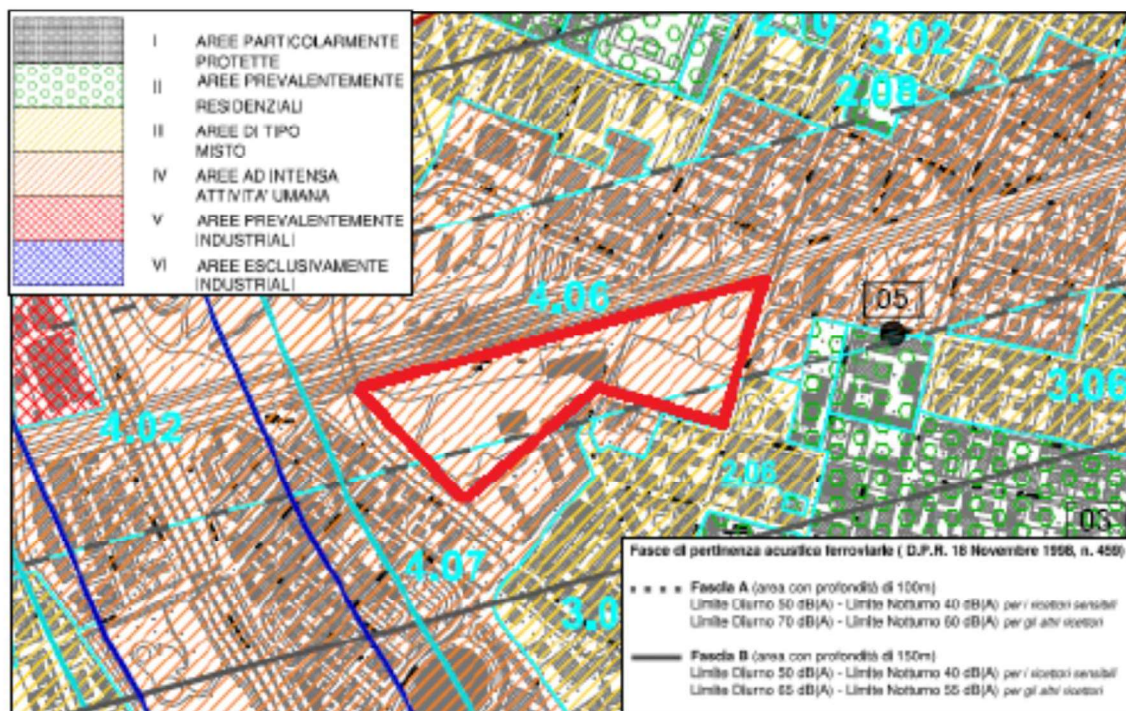 I AREE PARTICOLARMENTE
PROTETTE
II AREE PREVALENTEMENTE
RESIDENZIALI
III AREE DI TIPO
MISTO
IV AREE AD INTENSA
ATTIVITA' UMANA
V AREE PREVALENTEMENTE
INDUSTRIALI
VI AREE ESCLUSIVAMENTE
INDUSTRIALI
3.02
2.08
4.06
05
3.06
4.02
2.06
03
4.07
3.0
Fasce di pertinenza acustica ferroviarie ( D.P.R. 18 Novembre 1998, n. 459)
Fascia A (area con profondità di 100m)
Limite Diurno 50 dB(A) - Limite Notturno 40 dB(A) per i ricettori sensibili
Limite Diurno 70 dB(A) - Limite Notturno 60 dB(A) per gli altri ricettori
Fascia B (area con profondità di 150m)
Limite Diurno 50 dB(A) - Limite Notturno 40 dB(A) per i ricettori sensibili
Limite Diurno 65 dB(A) - Limite Notturno 55 dB(A) per gli altri ricettori